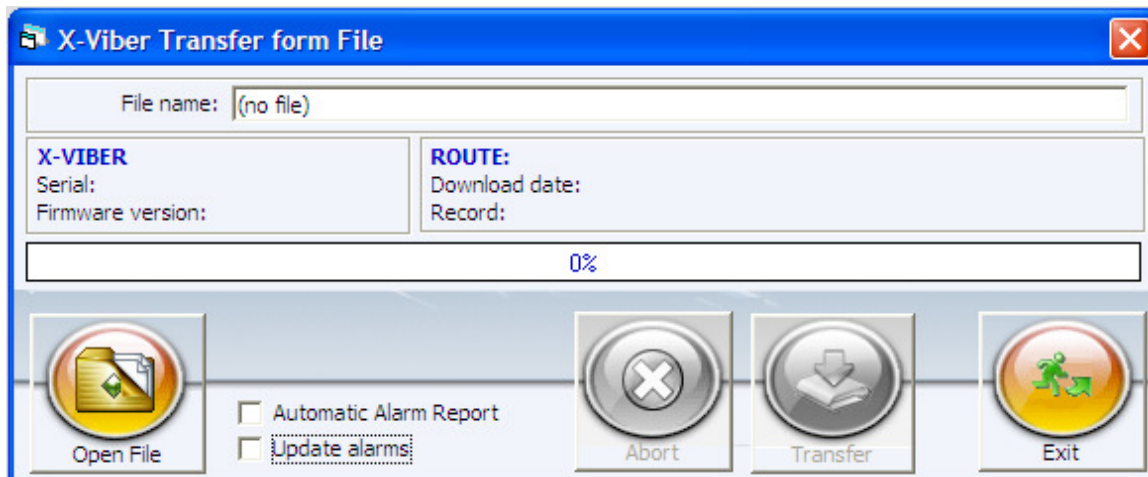 X-Viber Transfer form File
File name: (no file)
X-VIBER
Serial:
Firmware version:
ROUTE:
Download date:
Record:
0%
Open File
Automatic Alarm Report
Update alarms
Abort
Transfer
Exit